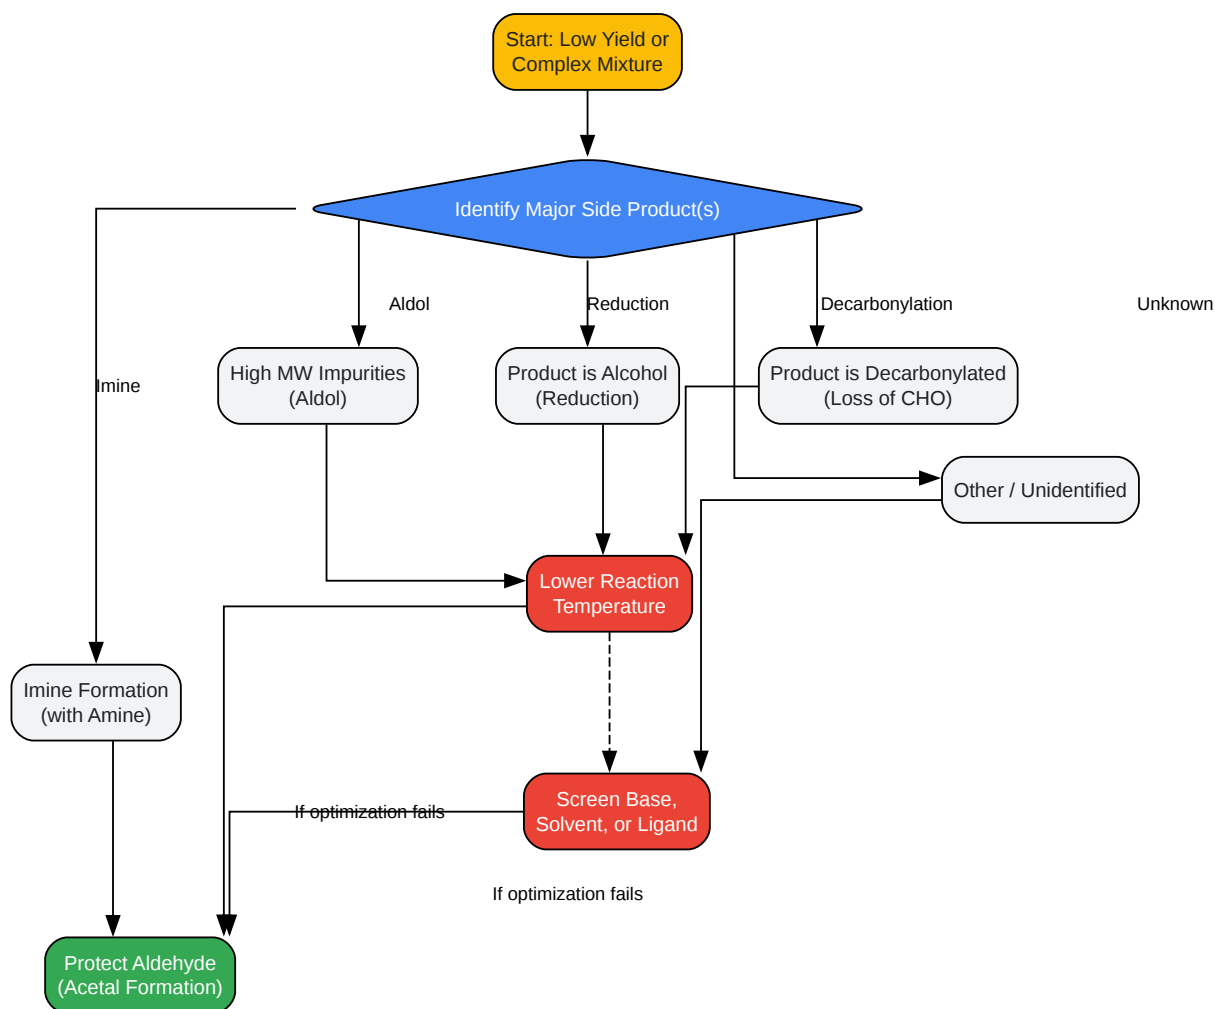 Start: Low Yield or
Complex Mixture
Identify Major Side Product(s)
Aldol
Reduction
Decarbonylation
Unknown
Imine
High MW Impurities
(Aldol)
Product is Alcohol
(Reduction)
Product is Decarbonylated
(Loss of CHO)
Other / Unidentified
Lower Reaction
Temperature
Imine Formation
(with Amine)
Screen Base,
Solvent, or Ligand
If optimization fails
If optimization fails
Protect Aldehyde
(Acetal Formation)